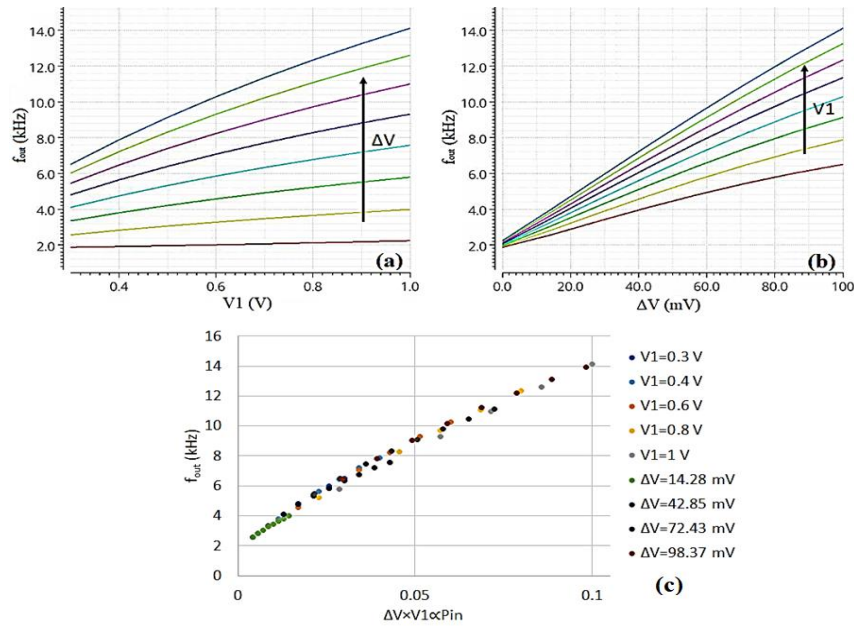 14.0
12.0
10.0
8.0
6.0
4.0
2.0
fout (kHz)
ΔV
(a)
0.4
0.6
0.8
1.0
V1 (V)
14.0
12.0
10.0
8.0
6.0
4.0
2.0
fout (kHz)
V1
(b)
0.0
20.0
40.0
60.0
80.0
100
ΔV (mV)
16
14
12
10
8
6
4
2
0
fout (kHz)
0
0.05
0.1
ΔV×V1∝Pin
V1=0.3 V
V1=0.4 V
V1=0.6 V
V1=0.8 V
V1=1 V
ΔV=14.28 mV
ΔV=42.85 mV
ΔV=72.43 mV
ΔV=98.37 mV
(c)